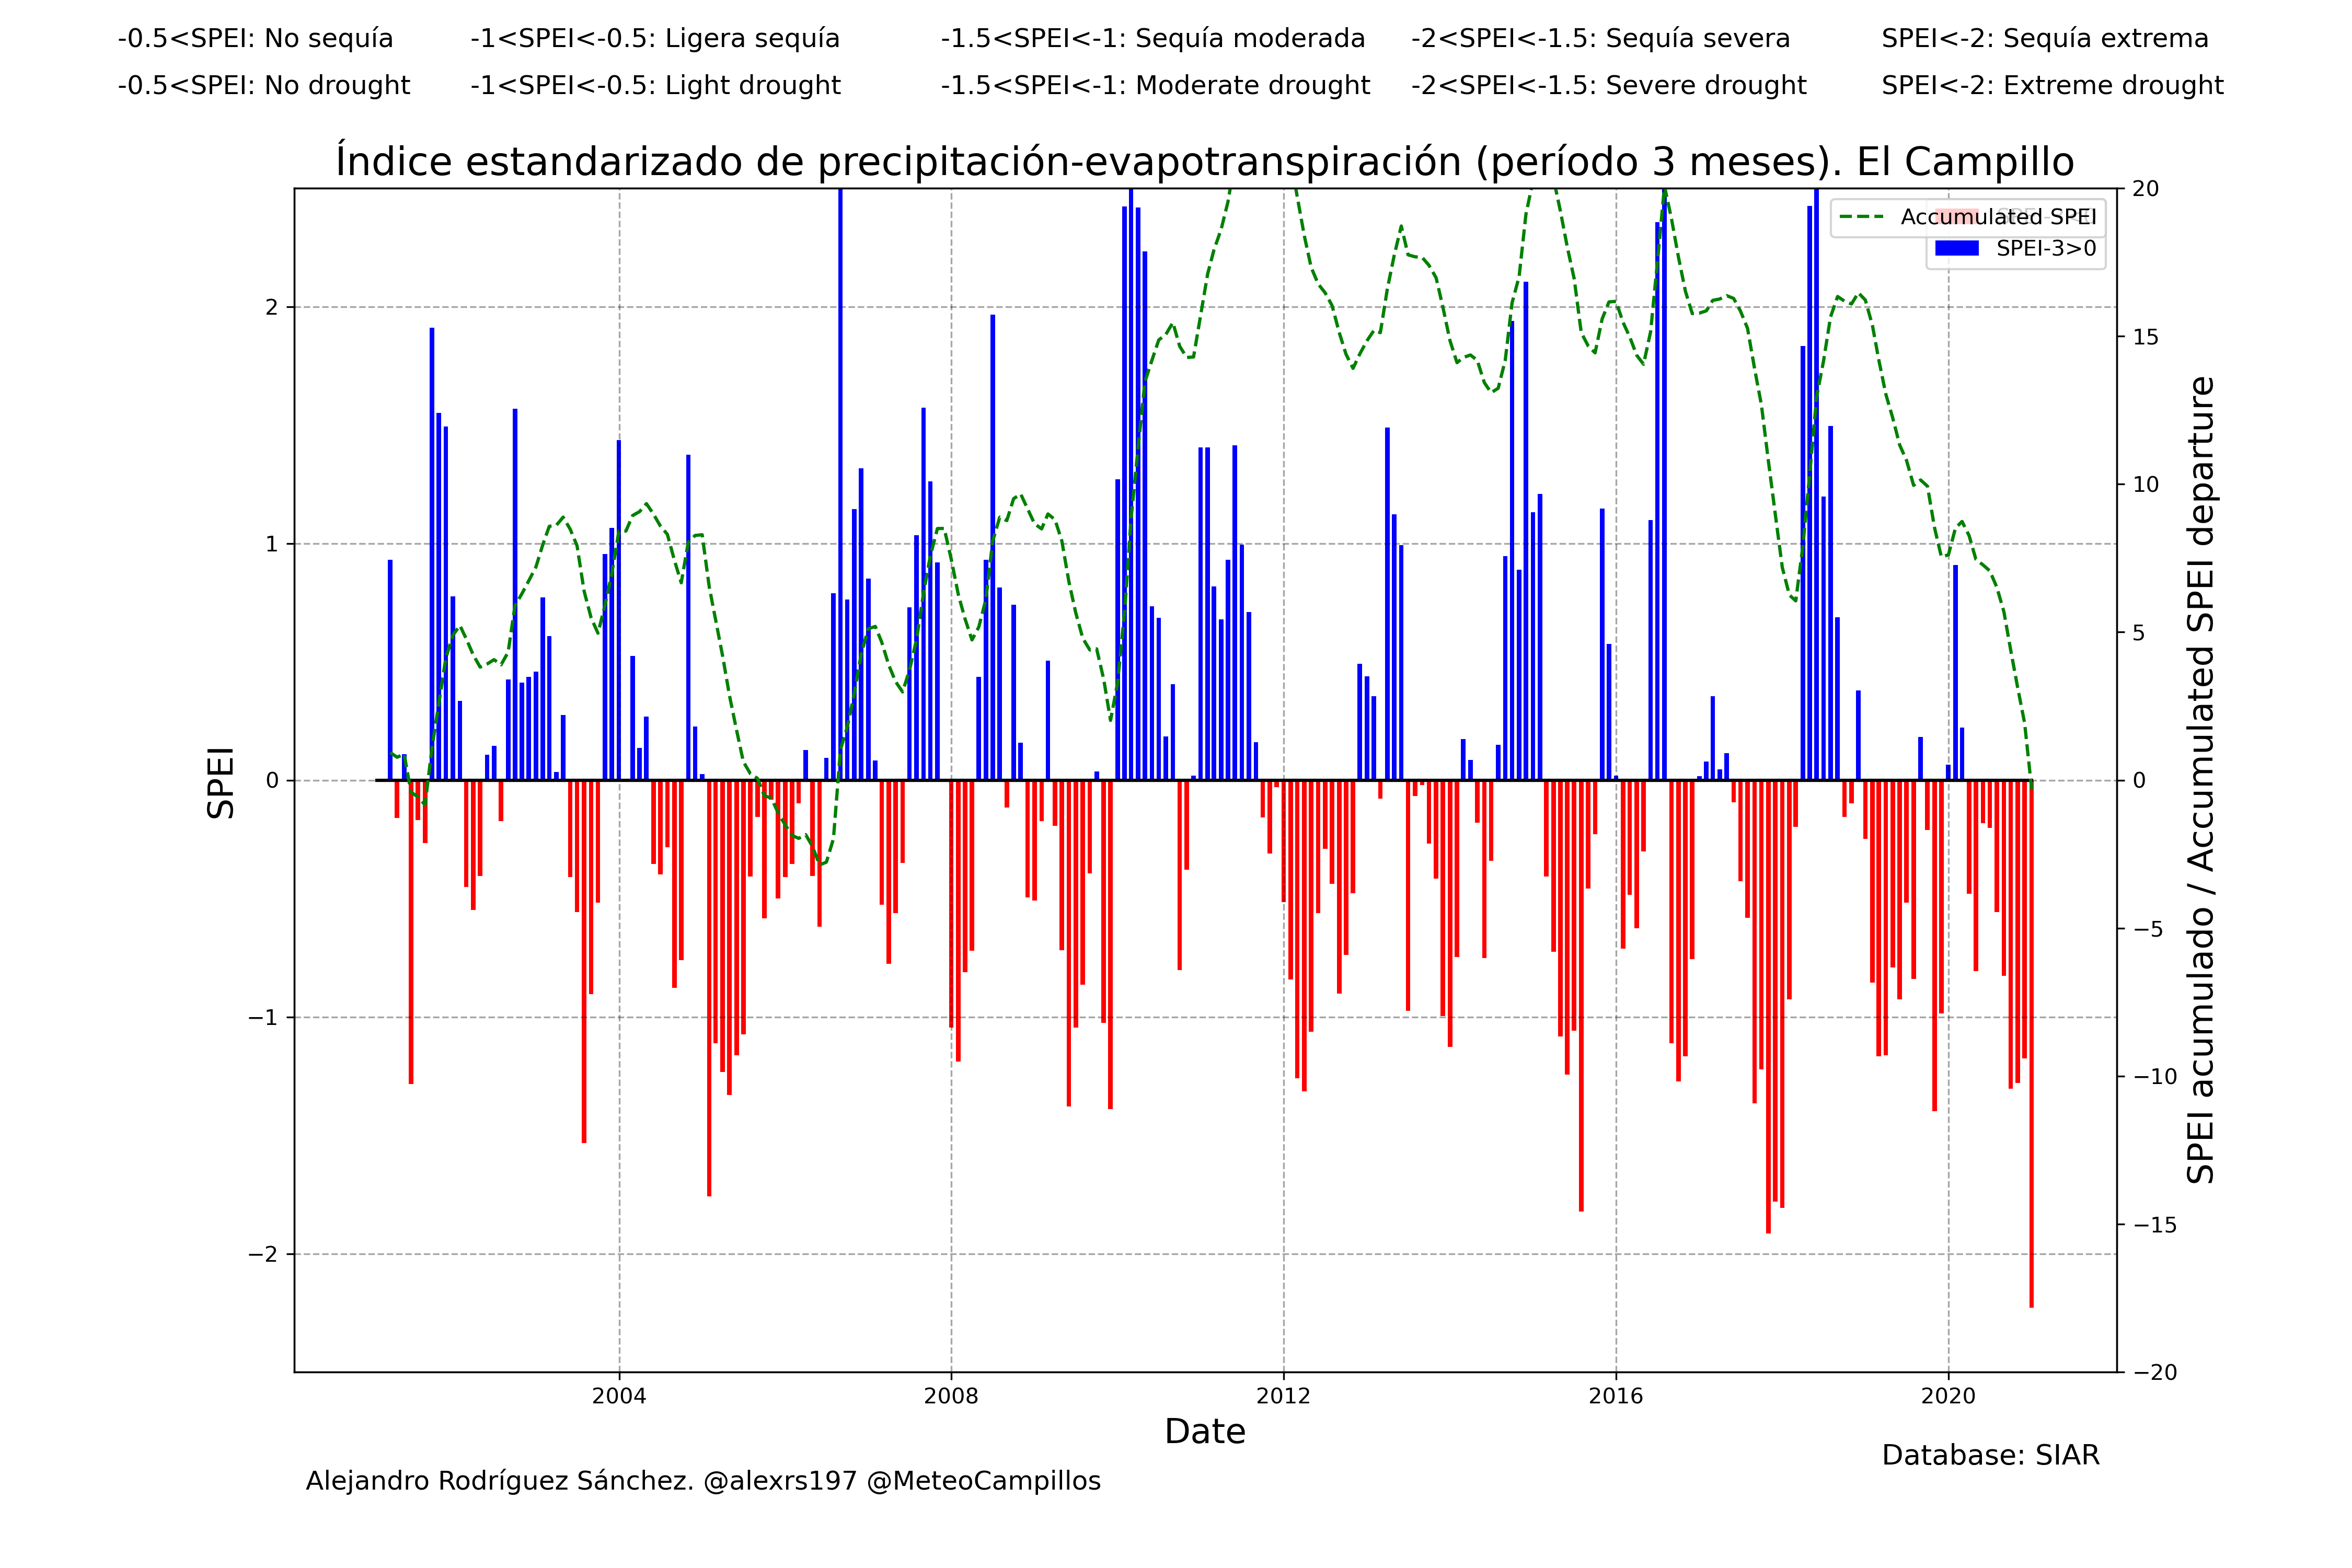 -0.5<SPEI: No sequía -1<SPEI<-0.5: Ligera sequía -1.5<SPEI<-1: Sequía moderada -2<SPEI<-1.5: Sequía severa SPEI<-2: Sequía extrema
-0.5<SPEI: No drought -1<SPEI<-0.5: Light drought -1.5<SPEI<-1: Moderate drought -2<SPEI<-1.5: Severe drought SPEI<-2: Extreme drought
Índice estandarizado de precipitación-evapotranspiración (período 3 meses). El Campillo
Accumulated SPEI
SPEI-3>0
SPEI
2
1
0
−1
−2
20
15
10
5
0
−5
−10
−15
−20
SPEI acumulado / Accumulated SPEI departure
2004 2008 2012 2016 2020
Date
Database: SIAR
Alejandro Rodríguez Sánchez. @alexrs197 @MeteoCampillos